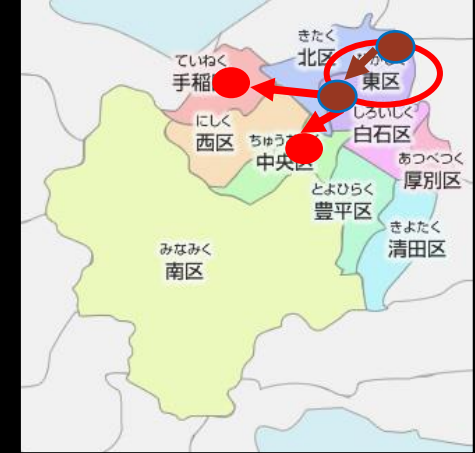 きたく
北区
東区
ていねく
手稲
しろいしく
白石区
にしく
西区
ちゅう
中央区
あつべつく
厚別区
とよひらく
豊平区
きよたく
清田区
みなみく
南区